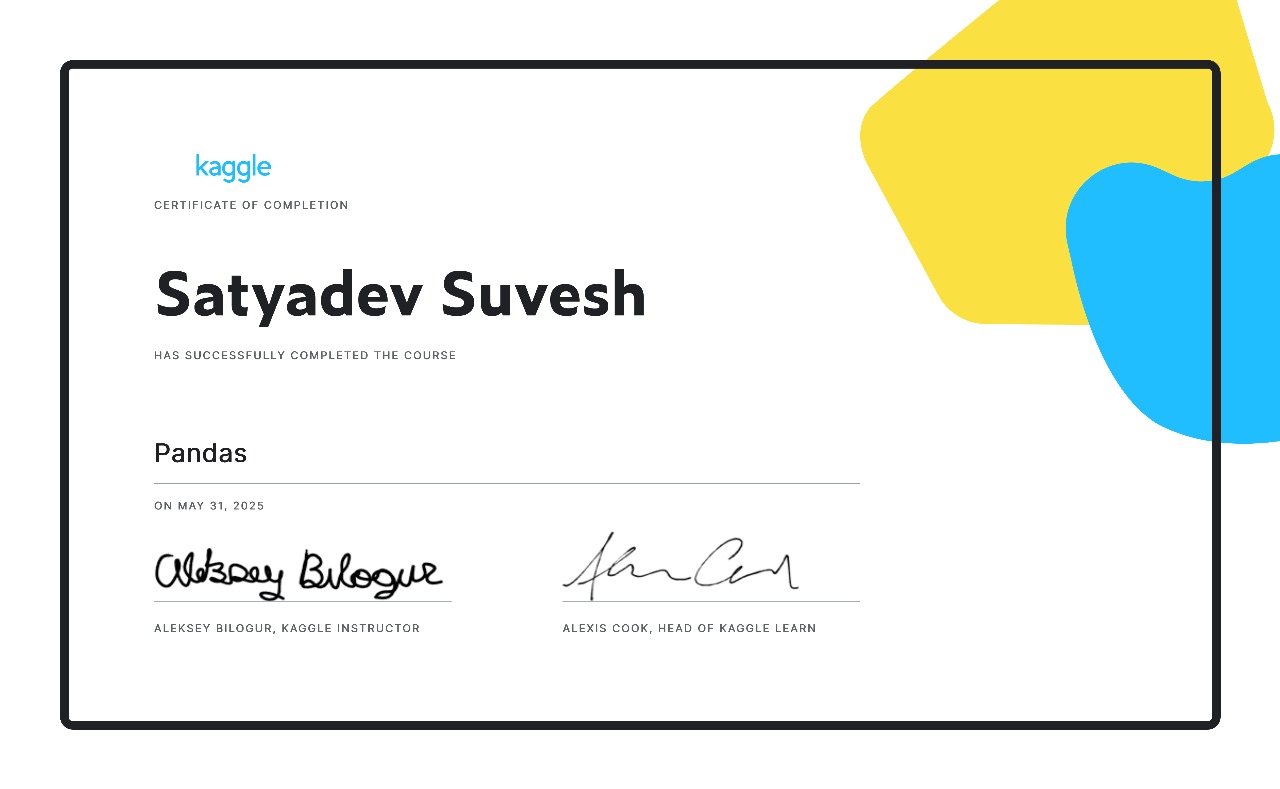 kaggle
CERTIFICATE OF COMPLETION
Satyadev Suvesh
HAS SUCCESSFULLY COMPLETED THE COURSE
Pandas
ON MAY 31, 2025
Aleksey Bilogur
ALEKSEY BILOGUR, KAGGLE INSTRUCTOR
ALEXIS COOK, HEAD OF KAGGLE LEARN